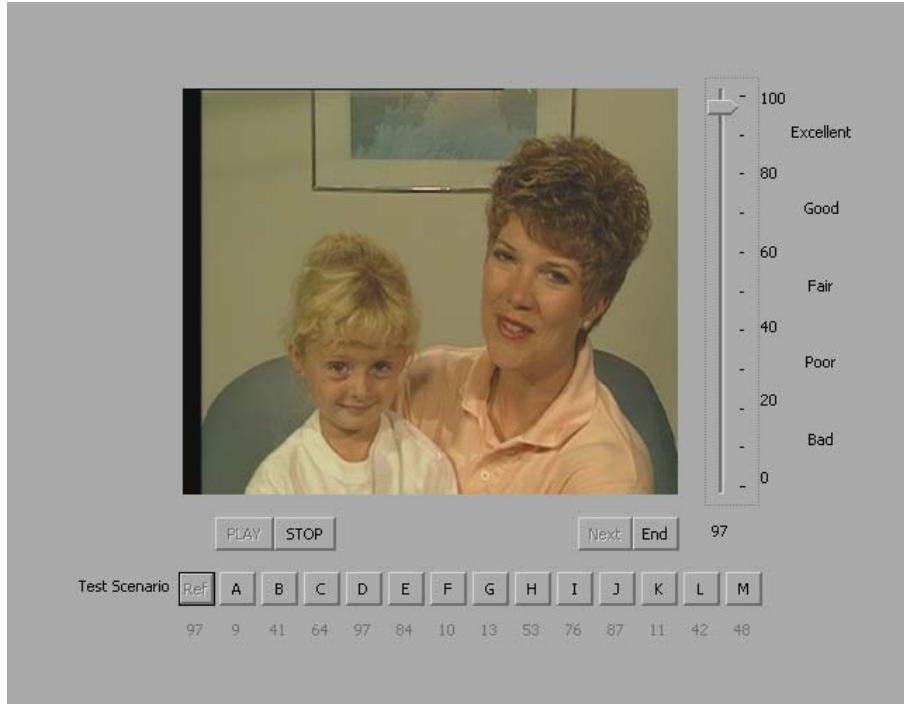 100
Excellent
80
Good
60
Fair
40
Poor
20
Bad
0
PLAY STOP Next End 97
Test Scenario Ref A B C D E F G H I J K L M
97 9 41 64 97 84 10 13 53 76 87 11 42 48